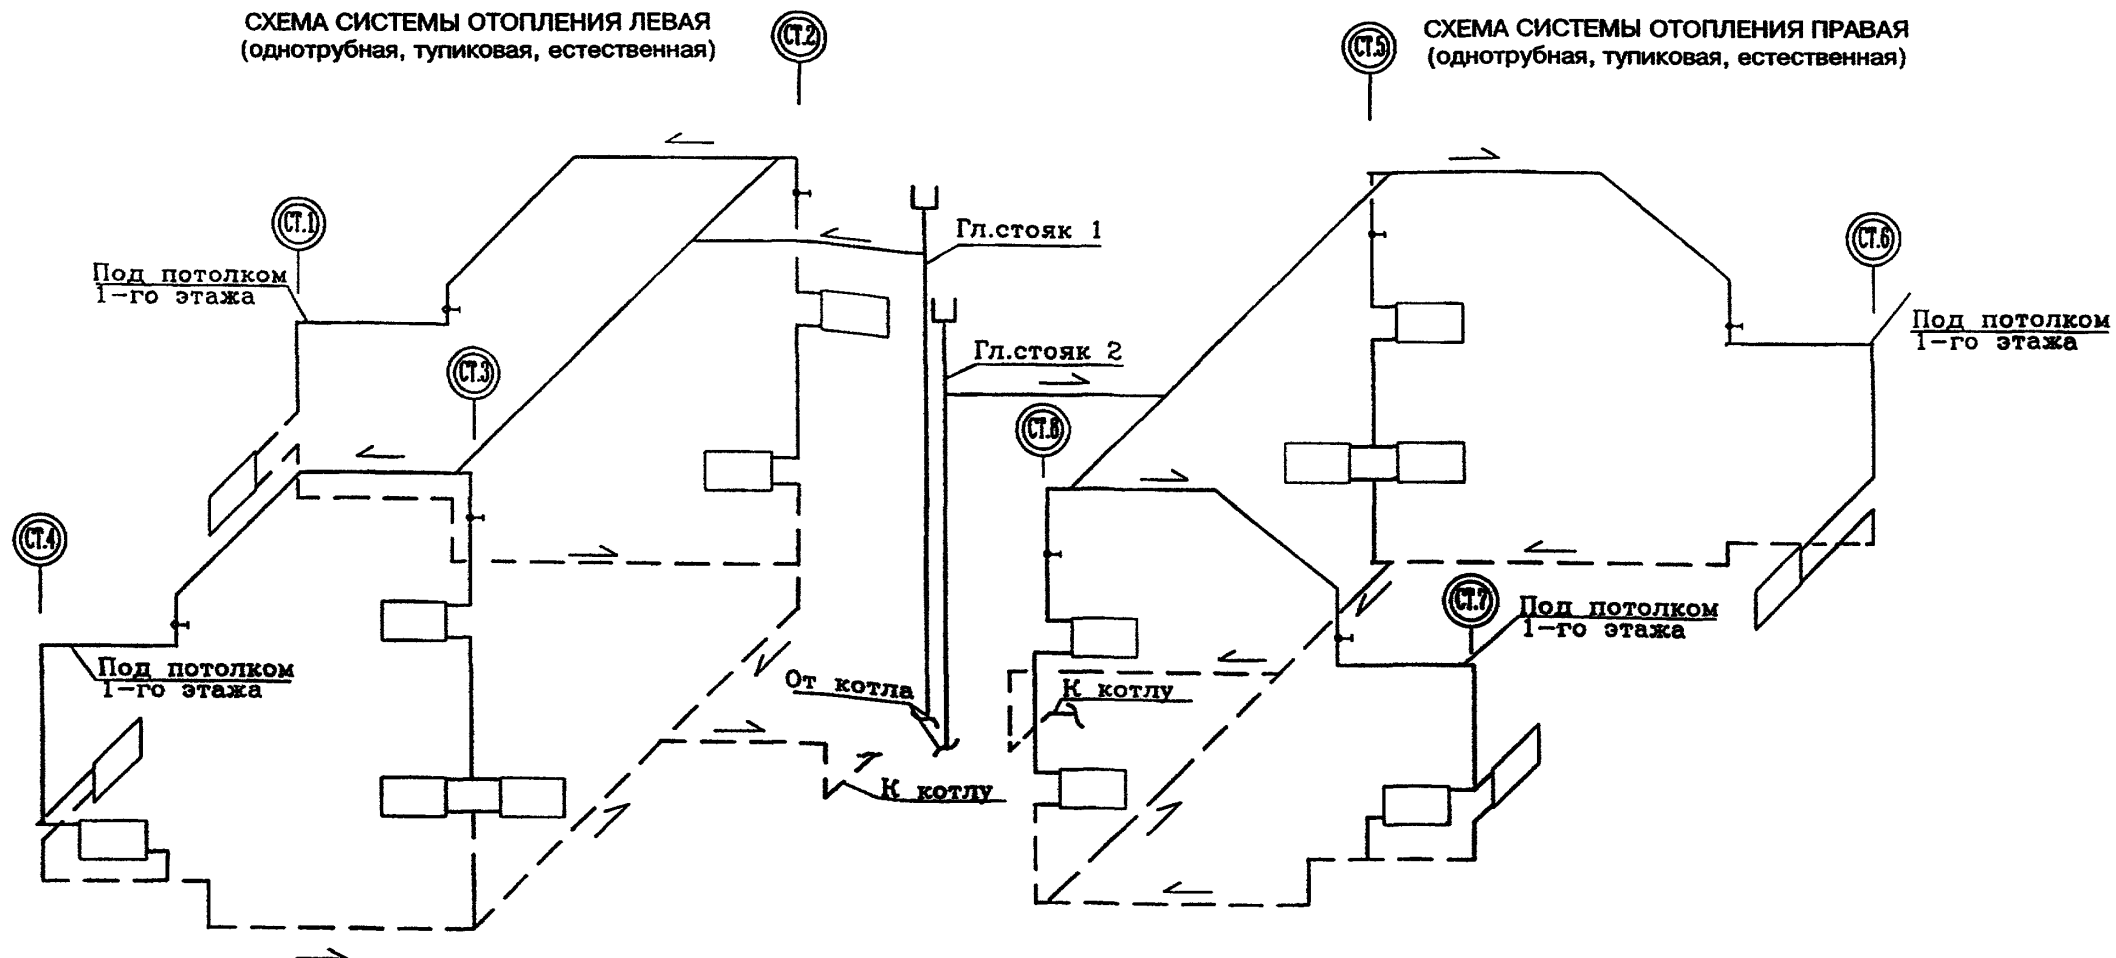 СХЕМА СИСТЕМЫ ОТОПЛЕНИЯ ЛЕВАЯ
(однотрубная, тупиковая, естественная)
СТ.2
СТ.5
СХЕМА СИСТЕМЫ ОТОПЛЕНИЯ ПРАВАЯ
(однотрубная, тупиковая, естественная)
СТ.1
Гл.стояк 1
СТ.6
Под потолком
1-го этажа
Под потолком
1-го этажа
СТ.3
Гл.стояк 2
СТ.8
СТ.4
СТ.7
Под потолком
1-го этажа
Под потолком
1-го этажа
От котла
К котлу
К котлу